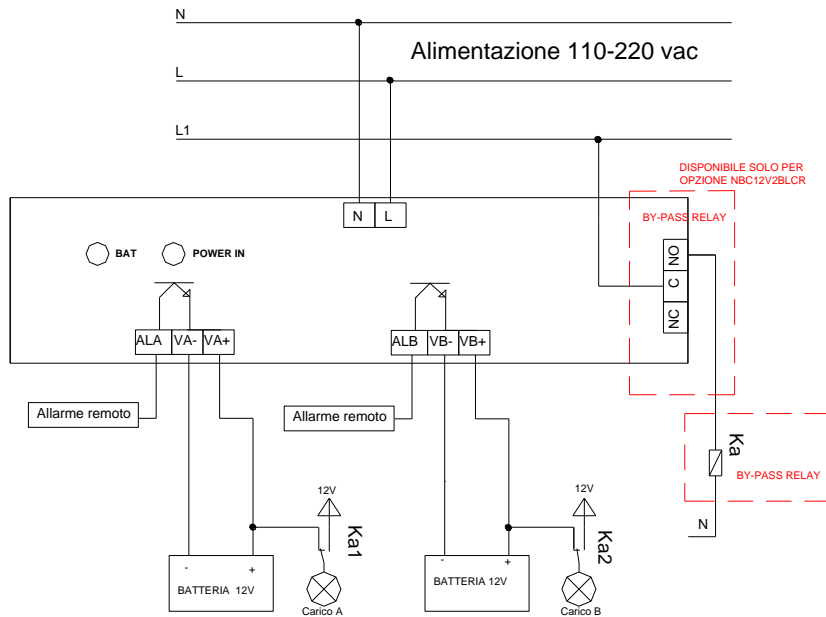 N
Alimentazione 110-220 vac
L
L1
DISPONIBILE SOLO PER
OPZIONE NBC12V2BLCR
N L
BY-PASS RELAY
BAT
POWER IN
NO
C
NC
ALA VA- VA+
ALB VB- VB+
Allarme remoto
Allarme remoto
Ka
BY-PASS RELAY
12V
Ka1
12V
Ka2
N
- +
BATTERIA 12V
- +
BATTERIA 12V
Carico A
Carico B